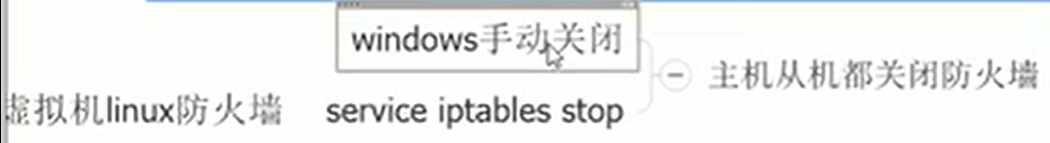 windows手动关闭
主机从机都关闭防火墙
虚拟机linux防火墙 service iptables stop